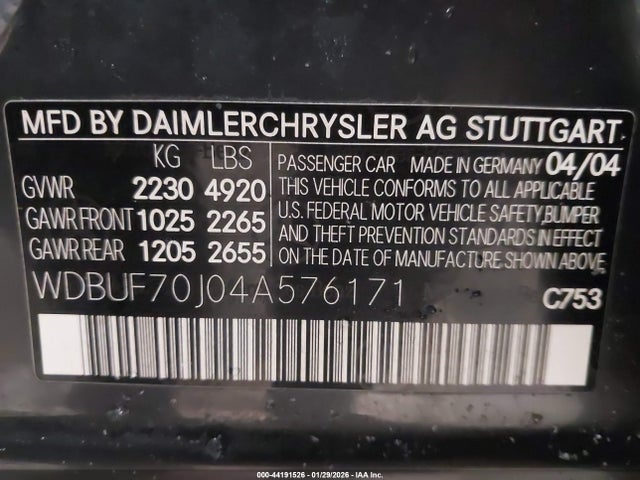 MFD BY DAIMLERCHRYSLER AG STUTTGART
KG LBS
GVWR 2230 4920
GAWR FRONT 1025 2265
GAWR REAR 1205 2655
PASSENGER CAR MADE IN GERMANY 04/04
THIS VEHICLE CONFORMS TO ALL APPLICABLE
U.S. FEDERAL MOTOR VEHICLE SAFETY, BUMPER
AND THEFT PREVENTION STANDARDS IN EFFECT
ON THE DATE OF MANUFACTURE SHOWN ABOVE.
WDBUF70J04A576171 C753
000-44191526 - 01/29/2026 - IAA Inc.